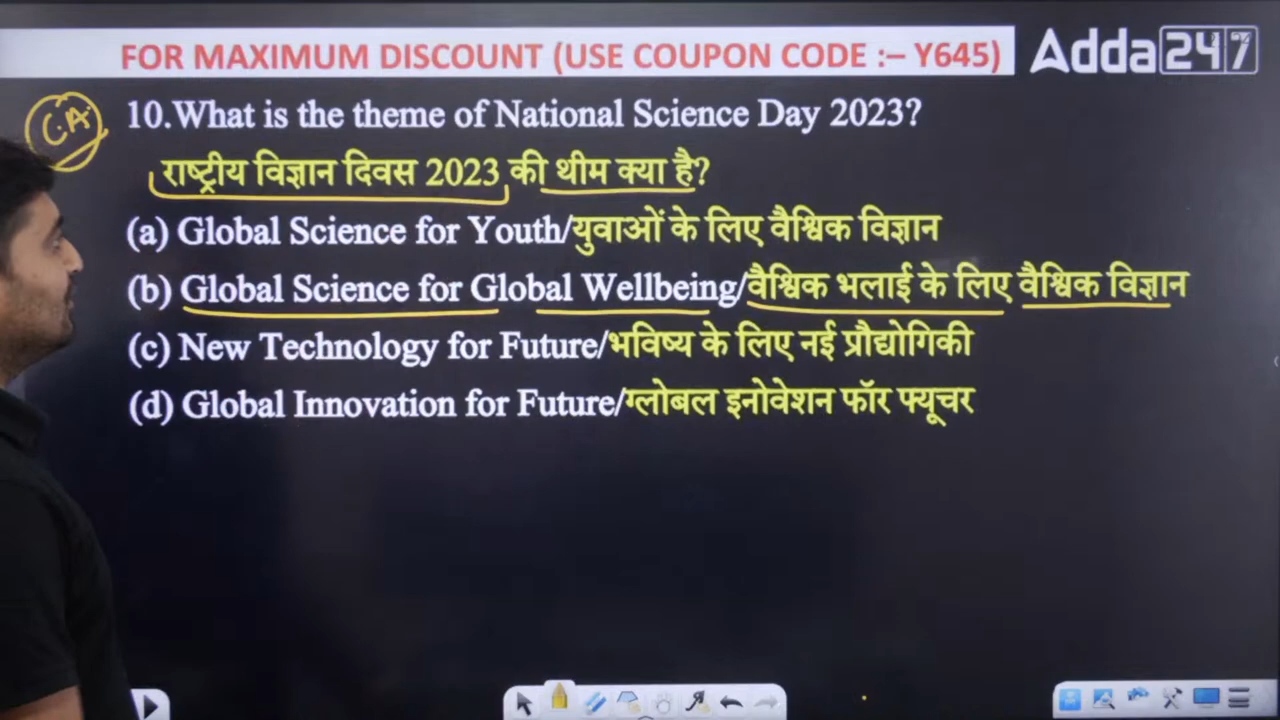 FOR MAXIMUM DISCOUNT (USE COUPON CODE :– Y645)
Adda247
C.A.
10.What is the theme of National Science Day 2023?
राष्ट्रीय विज्ञान दिवस 2023 की थीम क्या है?
(a) Global Science for Youth/युवाओं के लिए वैश्विक विज्ञान
(b) Global Science for Global Wellbeing/वैश्विक भलाई के लिए वैश्विक विज्ञान
(c) New Technology for Future/भविष्य के लिए नई प्रौद्योगिकी
(d) Global Innovation for Future/ग्लोबल इनोवेशन फॉर फ्यूचर